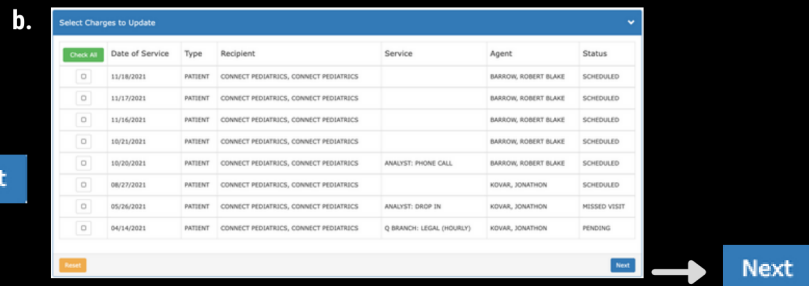 b.
Select Charges to Update
Check All Date of Service Type Recipient Service Agent Status
11/18/2021 PATIENT CONNECT PEDIATRICS, CONNECT PEDIATRICS BARROW, ROBERT BLAKE SCHEDULED
11/17/2021 PATIENT CONNECT PEDIATRICS, CONNECT PEDIATRICS BARROW, ROBERT BLAKE SCHEDULED
11/16/2021 PATIENT CONNECT PEDIATRICS, CONNECT PEDIATRICS BARROW, ROBERT BLAKE SCHEDULED
10/21/2021 PATIENT CONNECT PEDIATRICS, CONNECT PEDIATRICS BARROW, ROBERT BLAKE SCHEDULED
10/20/2021 PATIENT CONNECT PEDIATRICS, CONNECT PEDIATRICS ANALYST: PHONE CALL BARROW, ROBERT BLAKE SCHEDULED
08/27/2021 PATIENT CONNECT PEDIATRICS, CONNECT PEDIATRICS KOVAR, JONATHON SCHEDULED
05/26/2021 PATIENT CONNECT PEDIATRICS, CONNECT PEDIATRICS ANALYST: DROP IN KOVAR, JONATHON MISSED VISIT
04/14/2021 PATIENT CONNECT PEDIATRICS, CONNECT PEDIATRICS Q BRANCH: LEGAL (HOURLY) KOVAR, JONATHON PENDING
t
Reset Next
Next